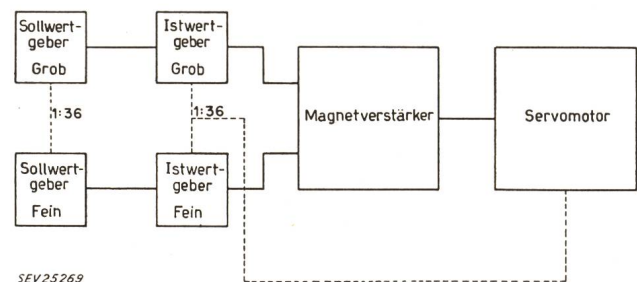 Sollwert-
geber
Grob
Istwert-
geber
Grob
1:36
1:36
Magnetverstärker
Servomotor
Sollwert-
geber
Fein
Istwert-
geber
Fein
SEV25269